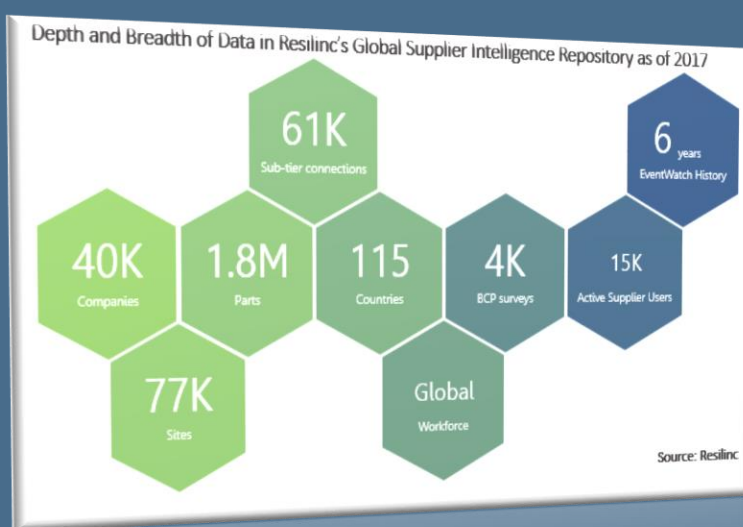 Depth and Breadth of Data in Resilinc's Global Supplier Intelligence Repository as of 2017
61K
Sub-tier connections
6 years
EventWatch History
40K
Companies
1.8M
Parts
115
Countries
4K
BCP surveys
15K
Active Supplier Users
77K
Sites
Global
Workforce
Source: Resilinc